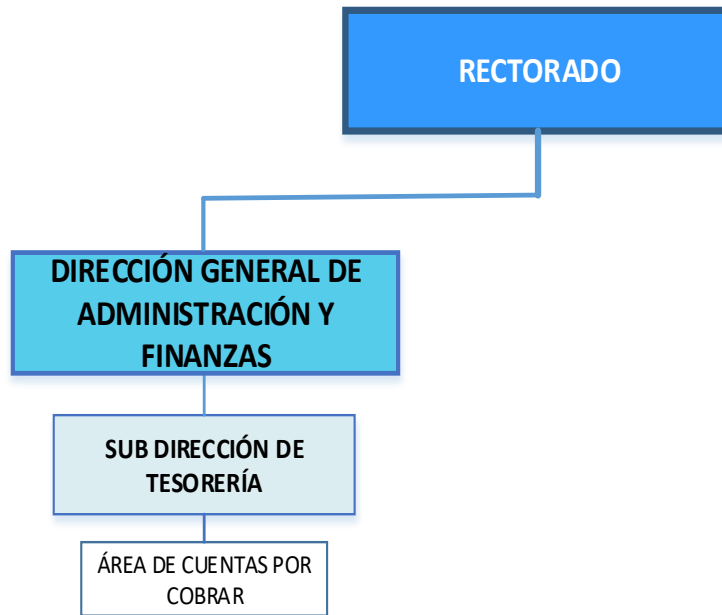 RECTORADO
DIRECCIÓN GENERAL DE
ADMINISTRACIÓN Y
FINANZAS
SUB DIRECCIÓN DE
TESORERÍA
ÁREA DE CUENTAS POR
COBRAR